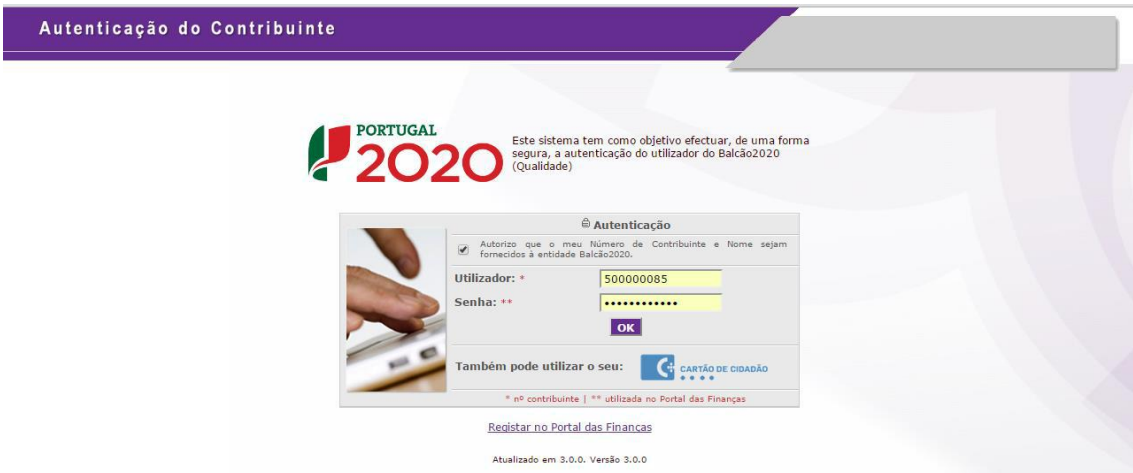 Autenticação do Contribuinte
PORTUGAL
2020
Este sistema tem como objetivo efectuar, de uma forma
segura, a autenticação do utilizador do Balcão2020
(Qualidade)
Autenticação
Autorizo que o meu Número de Contribuinte e Nome sejam
fornecidos à entidade Balcão2020.
Utilizador: * 500000085
Senha: ** ••••••••••••
OK
Também pode utilizar o seu: CARTÃO DE CIDADÃO
* nº contribuinte | ** utilizada no Portal das Finanças
Registar no Portal das Finanças
Atualizado em 3.0.0. Versão 3.0.0